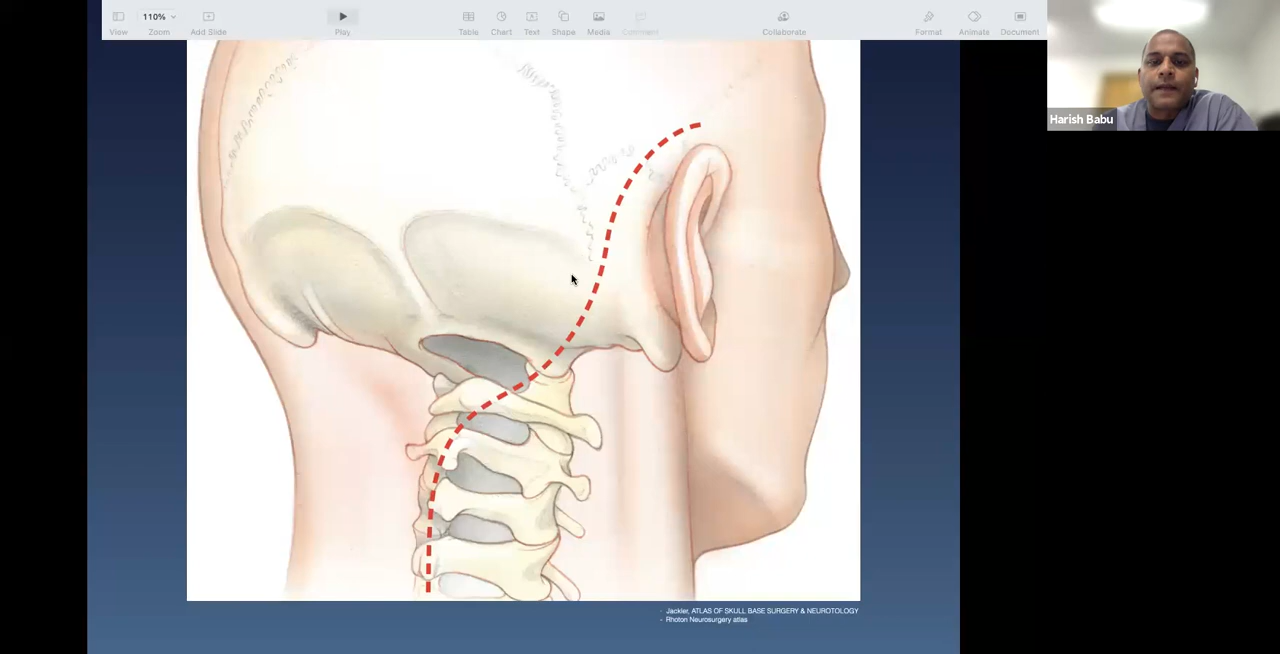 110%
View
Zoom
Add Slide
Play
Table
Chart
Text
Shape
Media
Comment
Collaborate
Format
Animate
Document
Harish Babu
- Jackler, ATLAS OF SKULL BASE SURGERY & NEUROTOLOGY
- Rhoton Neurosurgery atlas